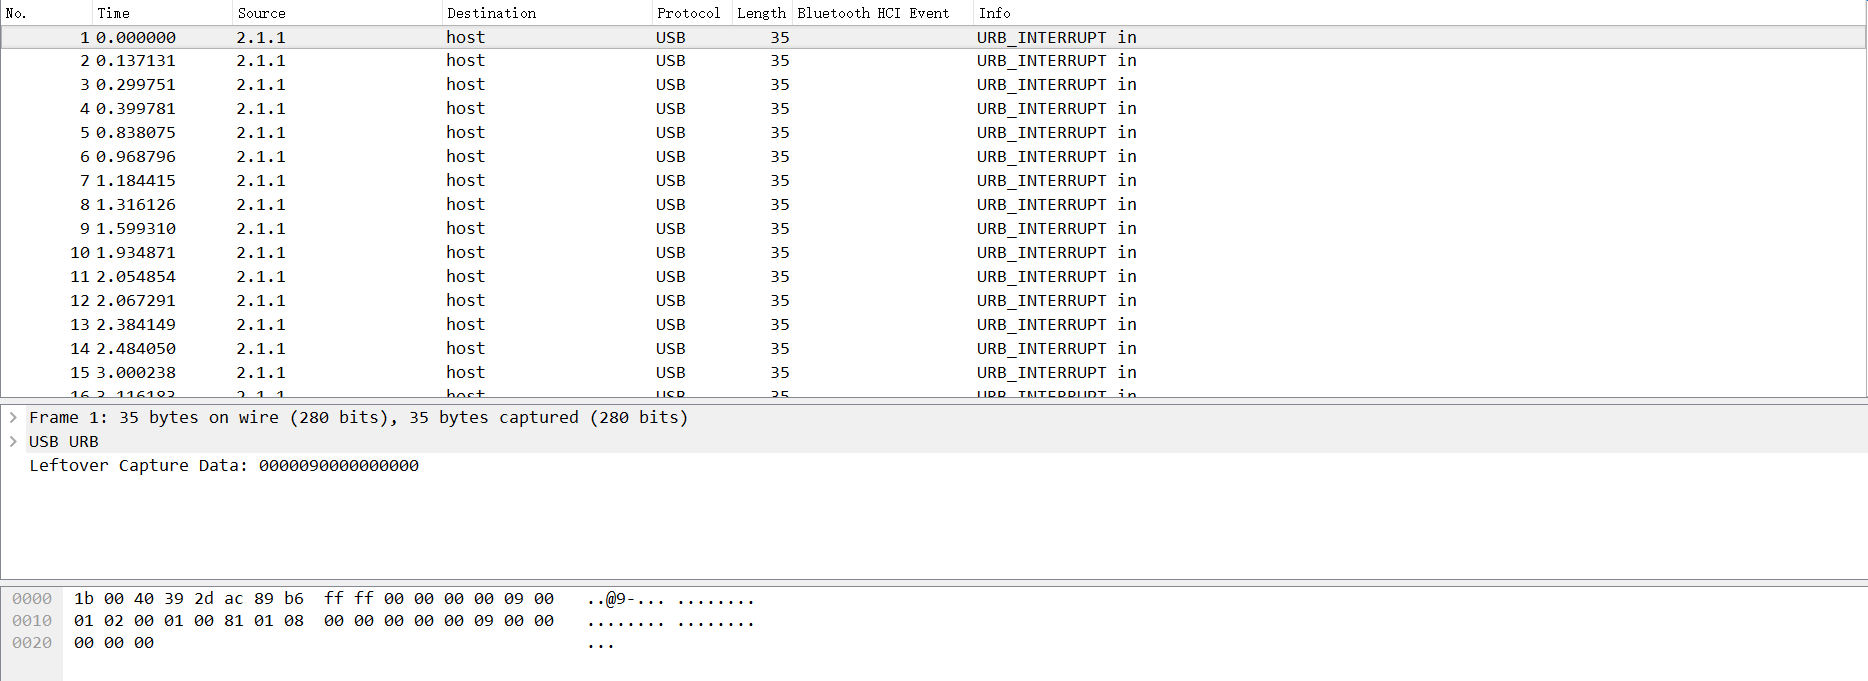 No. Time Source Destination Protocol Length Bluetooth HCI Event Info
1 0.000000 2.1.1 host USB 35 URB_INTERRUPT in
2 0.137131 2.1.1 host USB 35 URB_INTERRUPT in
3 0.299751 2.1.1 host USB 35 URB_INTERRUPT in
4 0.399781 2.1.1 host USB 35 URB_INTERRUPT in
5 0.838075 2.1.1 host USB 35 URB_INTERRUPT in
6 0.968796 2.1.1 host USB 35 URB_INTERRUPT in
7 1.184415 2.1.1 host USB 35 URB_INTERRUPT in
8 1.316126 2.1.1 host USB 35 URB_INTERRUPT in
9 1.599310 2.1.1 host USB 35 URB_INTERRUPT in
10 1.934871 2.1.1 host USB 35 URB_INTERRUPT in
11 2.054854 2.1.1 host USB 35 URB_INTERRUPT in
12 2.067291 2.1.1 host USB 35 URB_INTERRUPT in
13 2.384149 2.1.1 host USB 35 URB_INTERRUPT in
14 2.484050 2.1.1 host USB 35 URB_INTERRUPT in
15 3.000238 2.1.1 host USB 35 URB_INTERRUPT in
16 3.116183 2.1.1 host USB 35 URB_INTERRUPT in
Frame 1: 35 bytes on wire (280 bits), 35 bytes captured (280 bits)
USB URB
Leftover Capture Data: 0000090000000000
0000 1b 00 40 39 2d ac 89 b6 ff ff 00 00 00 00 09 00 ..@9-... ........
0010 01 02 00 01 00 81 01 08 00 00 00 00 00 09 00 00 ........ ........
0020 00 00 00 ...